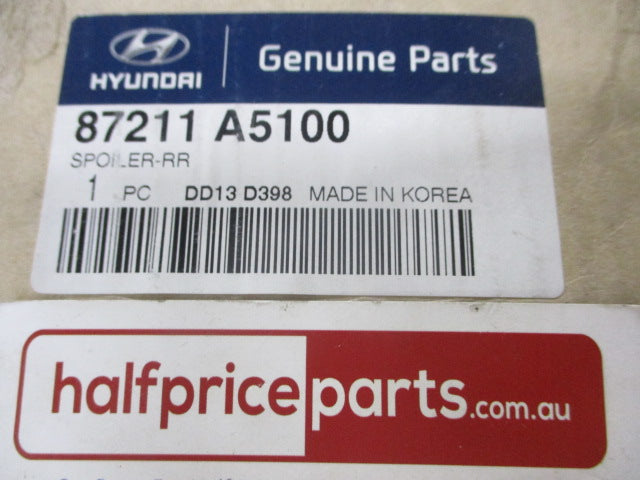 HYUNDAI
Genuine Parts
87211 A5100
SPOILER-RR
1 PC DD13 D398 MADE IN KOREA
halfpriceparts.com.au